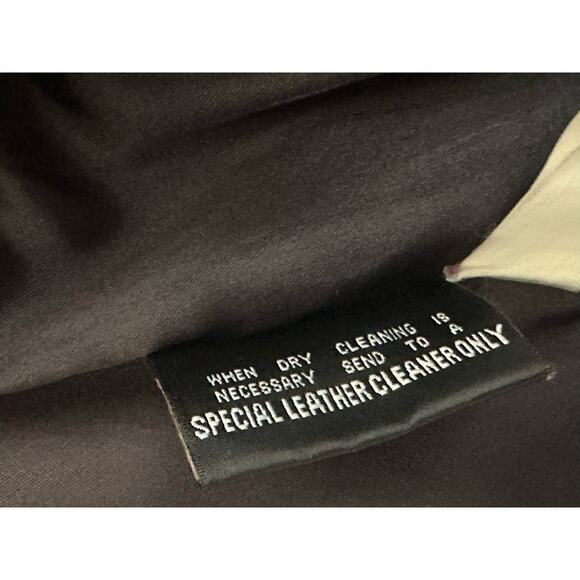 WHEN DRY CLEANING IS
NECESSARY SEND TO A
SPECIAL LEATHER CLEANER ONLY